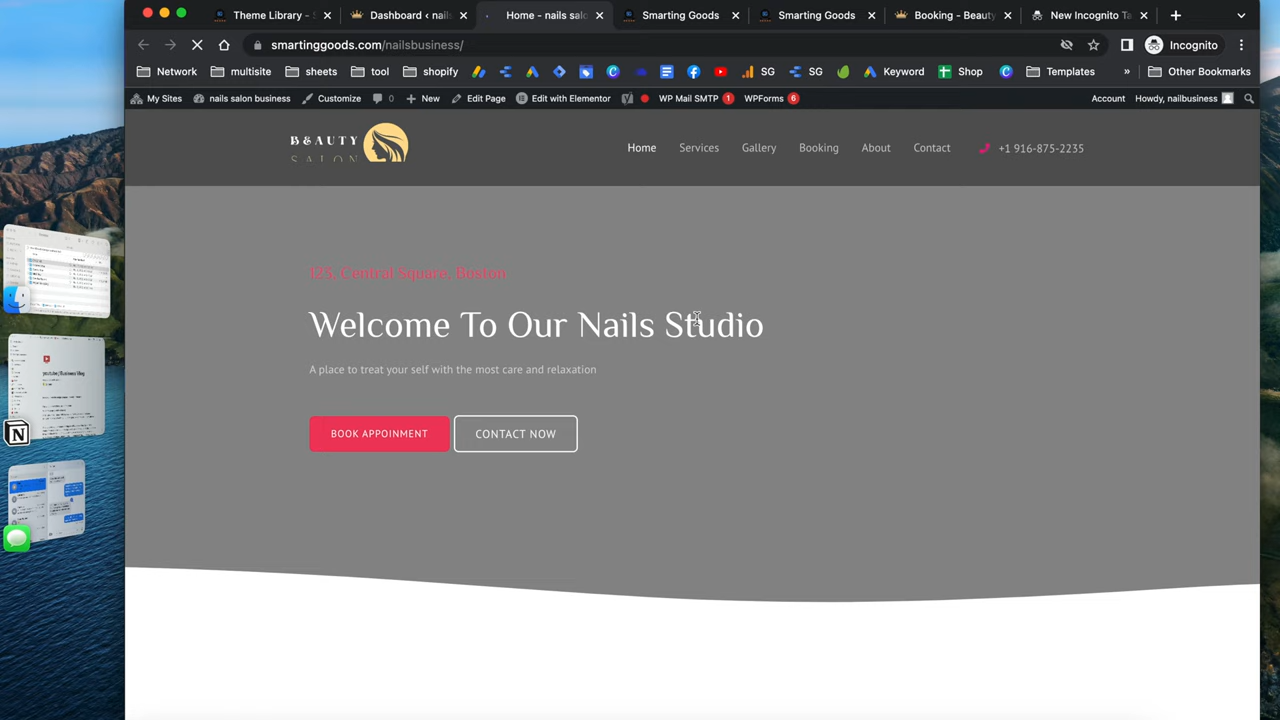 Theme Library - S
Dashboard ‹ nails
Home - nails salo
Smarting Goods
Smarting Goods
Booking - Beauty
New Incognito Ta
smartinggoods.com/nailsbusiness/
Incognito
Network
multisite
sheets
tool
shopify
SG
SG
Keyword
Shop
Templates
»
Other Bookmarks
My Sites
nails salon business
Customize
0
New
Edit Page
Edit with Elementor
WP Mail SMTP 1
WPForms 6
Account
Howdy, nailbusiness
BEAUTY
SALON
Home
Services
Gallery
Booking
About
Contact
+1 916-875-2235
123, Central Square, Boston
Welcome To Our Nails Studio
A place to treat your self with the most care and relaxation
BOOK APPOINMENT
CONTACT NOW